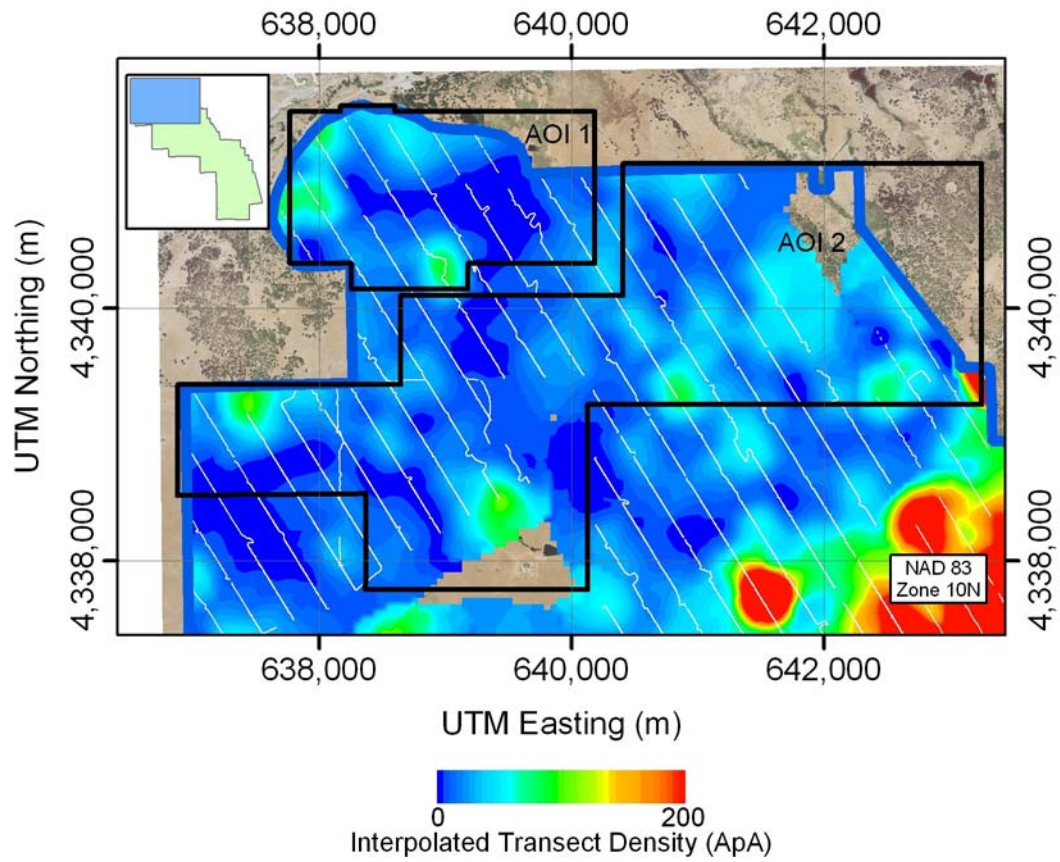 638,000 640,000 642,000
AOI 1
AOI 2
UTM Northing (m)
4,340,000
4,340,000
4,338,000
4,338,000
NAD 83
Zone 10N
638,000 640,000 642,000
UTM Easting (m)
0 200
Interpolated Transect Density (ApA)